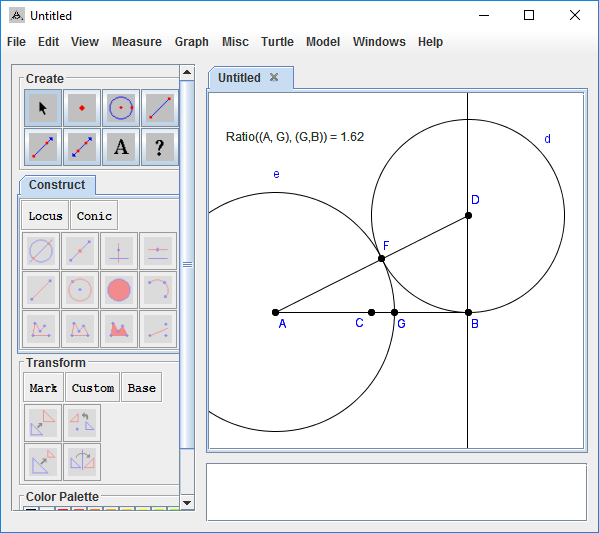 Untitled
File Edit View Measure Graph Misc Turtle Model Windows Help
Create
A ?
Construct
Locus Conic
Transform
Mark Custom Base
Color Palette
Untitled
Ratio((A, G), (G,B)) = 1.62
d
e
D
F
A C G B